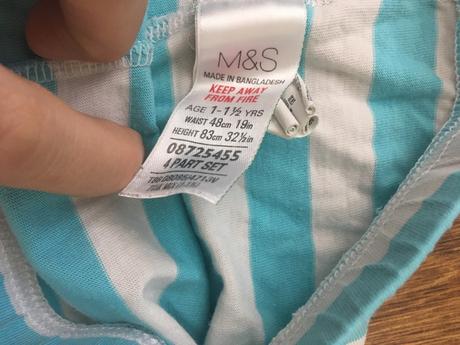 M&S
MADE IN BANGLADESH
KEEP AWAY
FROM FIRE
AGE 1-1½ YRS
WAIST 48cm 19in
HEIGHT 83cm 32½in
08725455
4 PART SET